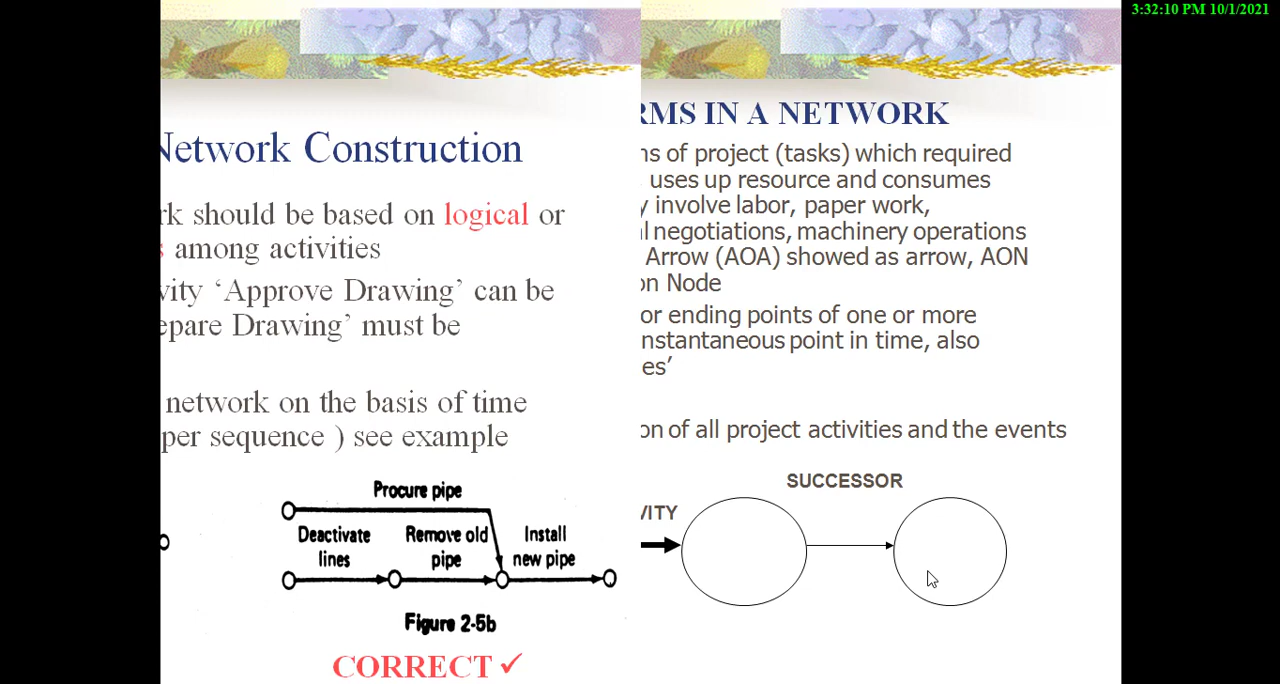 3:32:10 PM 10/1/2021
Network Construction
rk should be based on logical or
s among activities
vity ‘Approve Drawing’ can be
epare Drawing’ must be
network on the basis of time
per sequence ) see example
Procure pipe
Deactivate
lines
Remove old
pipe
Install
new pipe
Figure 2-5b
CORRECT ✓
RMS IN A NETWORK
ns of project (tasks) which required
uses up resource and consumes
y involve labor, paper work,
l negotiations, machinery operations
Arrow (AOA) showed as arrow, AON
on Node
or ending points of one or more
nstantaneous point in time, also
es’
on of all project activities and the events
SUCCESSOR
VITY